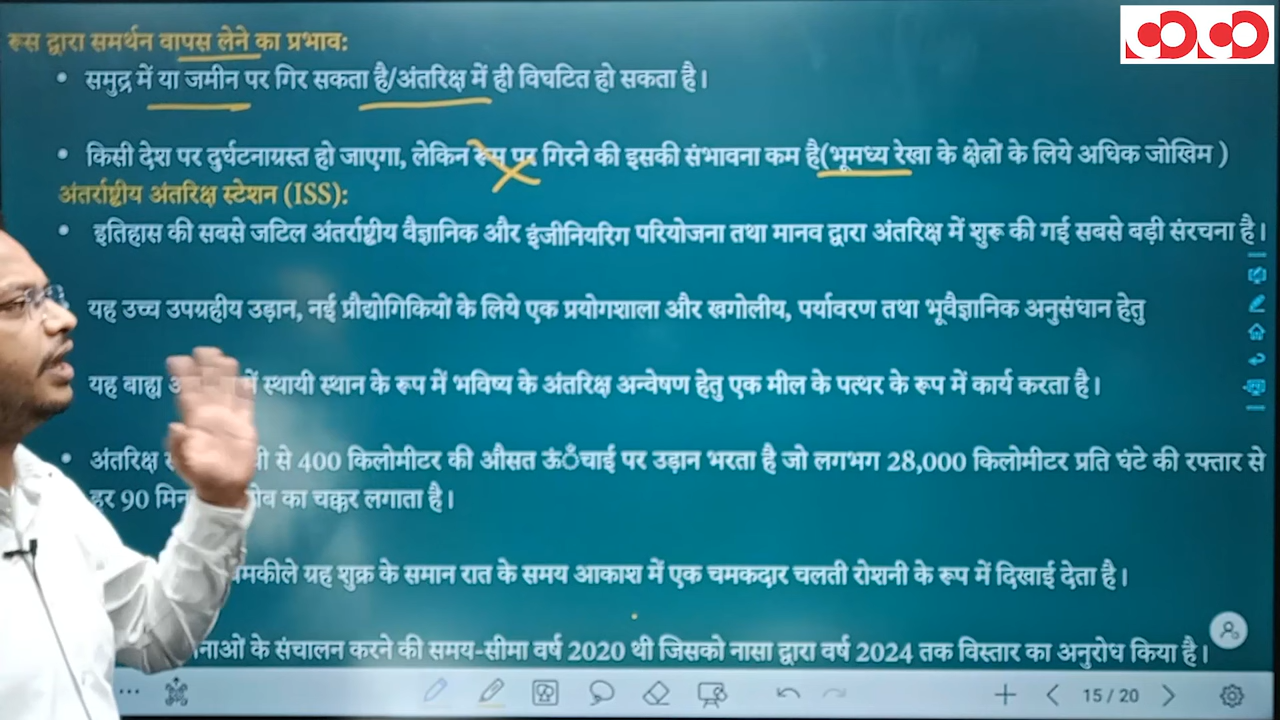 रूस द्वारा समर्थन वापस लेने का प्रभाव:
• समुद्र में या जमीन पर गिर सकता है/अंतरिक्ष में ही विघटित हो सकता है।
• किसी देश पर दुर्घटनाग्रस्त हो जाएगा, लेकिन रूस पर गिरने की इसकी संभावना कम है(भूमध्य रेखा के क्षेत्रों के लिये अधिक जोखिम )
अंतर्राष्ट्रीय अंतरिक्ष स्टेशन (ISS):
• इतिहास की सबसे जटिल अंतर्राष्ट्रीय वैज्ञानिक और इंजीनियरिग परियोजना तथा मानव द्वारा अंतरिक्ष में शुरू की गई सबसे बड़ी संरचना है।
यह उच्च उपग्रहीय उड़ान, नई प्रौद्योगिकियों के लिये एक प्रयोगशाला और खगोलीय, पर्यावरण तथा भूवैज्ञानिक अनुसंधान हेतु
यह बाह्य में स्थायी स्थान के रूप में भविष्य के अंतरिक्ष अन्वेषण हेतु एक मील के पत्थर के रूप में कार्य करता है।
• अंतरिक्ष से 400 किलोमीटर की औसत ऊंँचाई पर उड़ान भरता है जो लगभग 28,000 किलोमीटर प्रति घंटे की रफ्तार से
हर 90 का चक्कर लगाता है।
ग्रह शुक्र के समान रात के समय आकाश में एक चमकदार चलती रोशनी के रूप में दिखाई देता है।
के संचालन करने की समय-सीमा वर्ष 2020 थी जिसको नासा द्वारा वर्ष 2024 तक विस्तार का अनुरोध किया है।
15 / 20